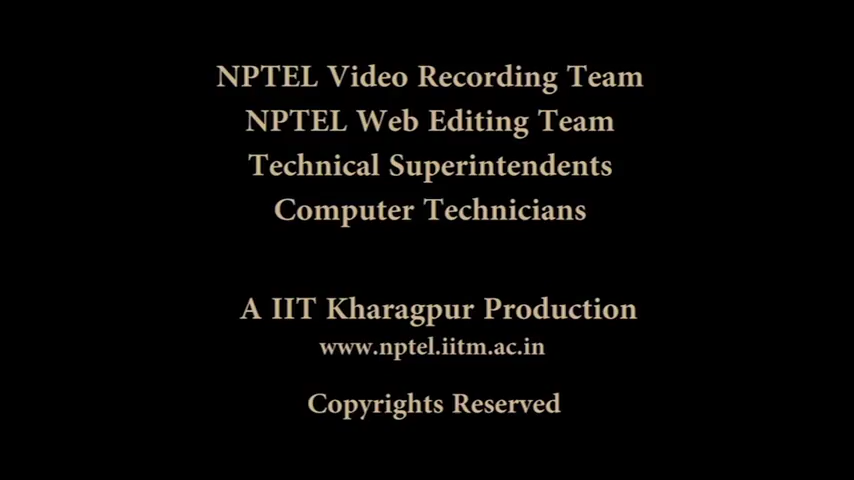 NPTEL Video Recording Team
NPTEL Web Editing Team
Technical Superintendents
Computer Technicians
A IIT Kharagpur Production
www.nptel.iitm.ac.in
Copyrights Reserved